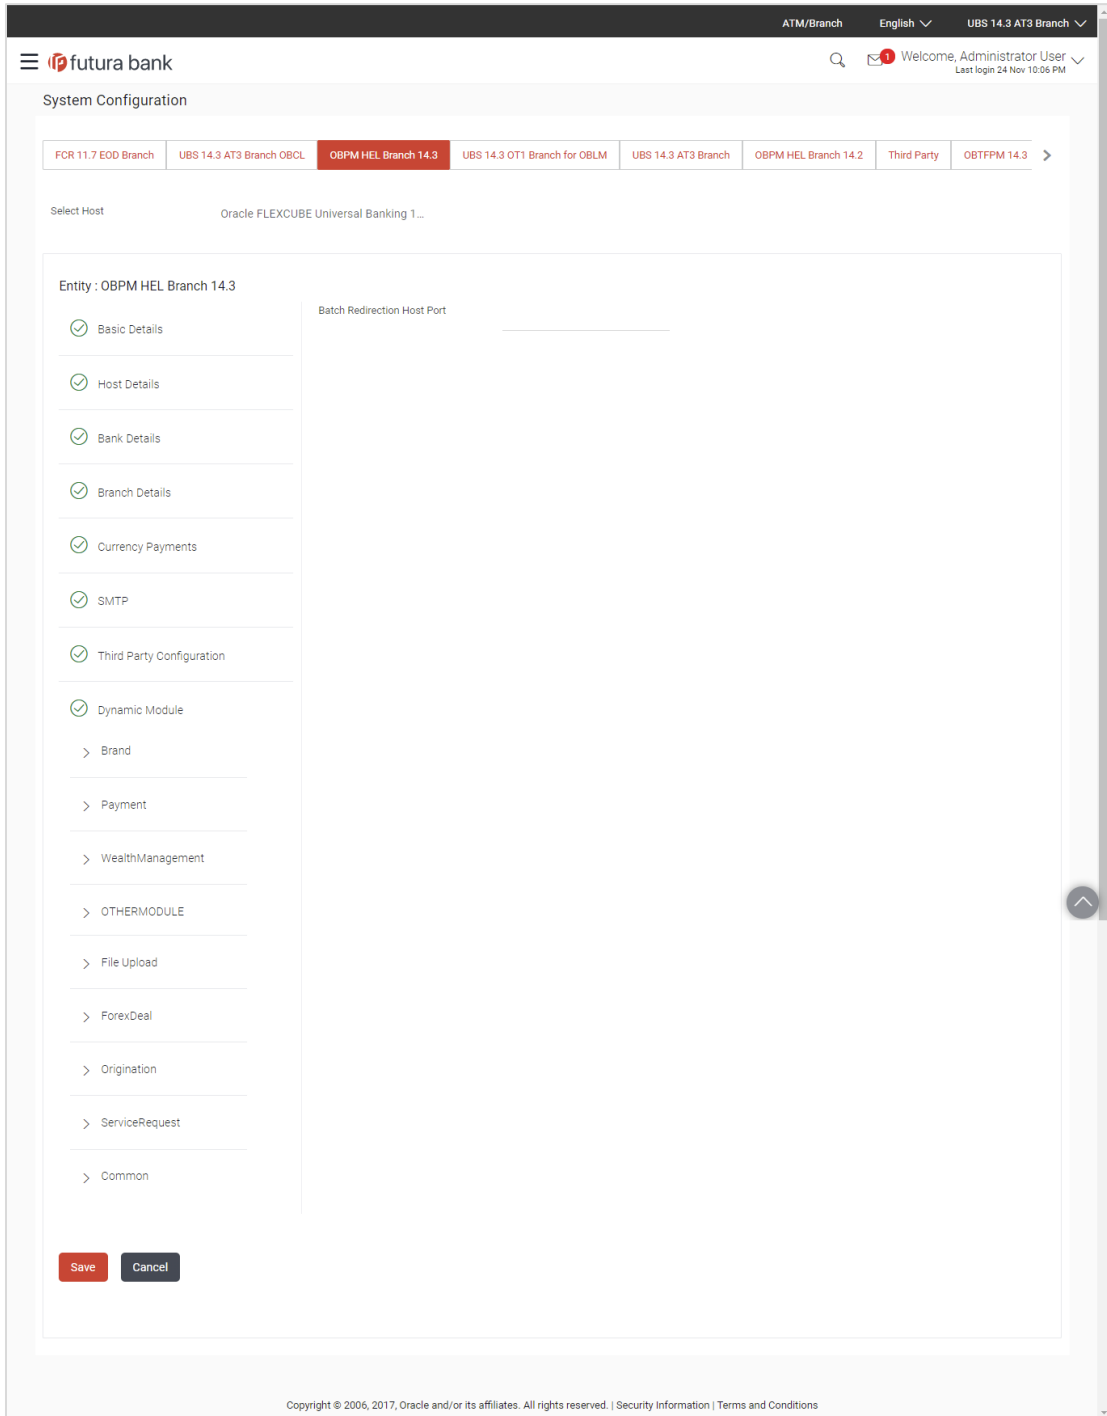 ATM/Branch English UBS 14.3 AT3 Branch
futura bank 1 Welcome, Administrator User
Last login 24 Nov 10:06 PM
System Configuration
FCR 11.7 EOD Branch UBS 14.3 AT3 Branch OBCL OBPM HEL Branch 14.3 UBS 14.3 OT1 Branch for OBLM UBS 14.3 AT3 Branch OBPM HEL Branch 14.2 Third Party OBTFPM 14.3
Select Host Oracle FLEXCUBE Universal Banking 1...
Entity : OBPM HEL Branch 14.3
Batch Redirection Host Port
Basic Details
Host Details
Bank Details
Branch Details
Currency Payments
SMTP
Third Party Configuration
Dynamic Module
Brand
Payment
WealthManagement
OTHERMODULE
File Upload
ForexDeal
Origination
ServiceRequest
Common
Save Cancel
Copyright © 2006, 2017, Oracle and/or its affiliates. All rights reserved. | Security Information | Terms and Conditions